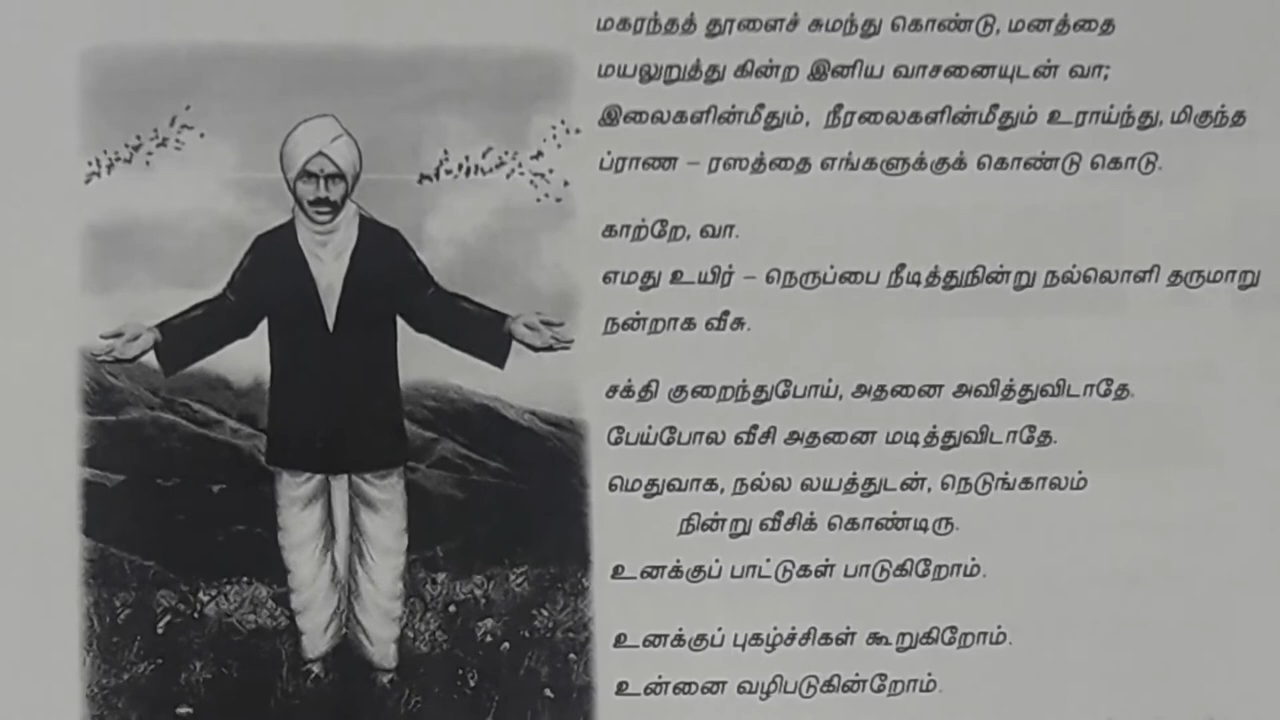 மகரந்தத் தூளைச் சுமந்து கொண்டு, மனத்தை
மயலுறுத்து கின்ற இனிய வாசனையுடன் வா;
இலைகளின்மீதும், நீரலைகளின்மீதும் உராய்ந்து, மிகுந்த
ப்ராண – ரஸத்தை எங்களுக்குக் கொண்டு கொடு.
காற்றே, வா.
எமது உயிர் – நெருப்பை நீடித்துநின்று நல்லொளி தருமாறு
நன்றாக வீசு.
சக்தி குறைந்துபோய், அதனை அவித்துவிடாதே.
பேய்போல வீசி அதனை மடித்துவிடாதே.
மெதுவாக, நல்ல லயத்துடன், நெடுங்காலம்
நின்று வீசிக் கொண்டிரு.
உனக்குப் பாட்டுகள் பாடுகிறோம்.
உனக்குப் புகழ்ச்சிகள் கூறுகிறோம்.
உன்னை வழிபடுகின்றோம்.